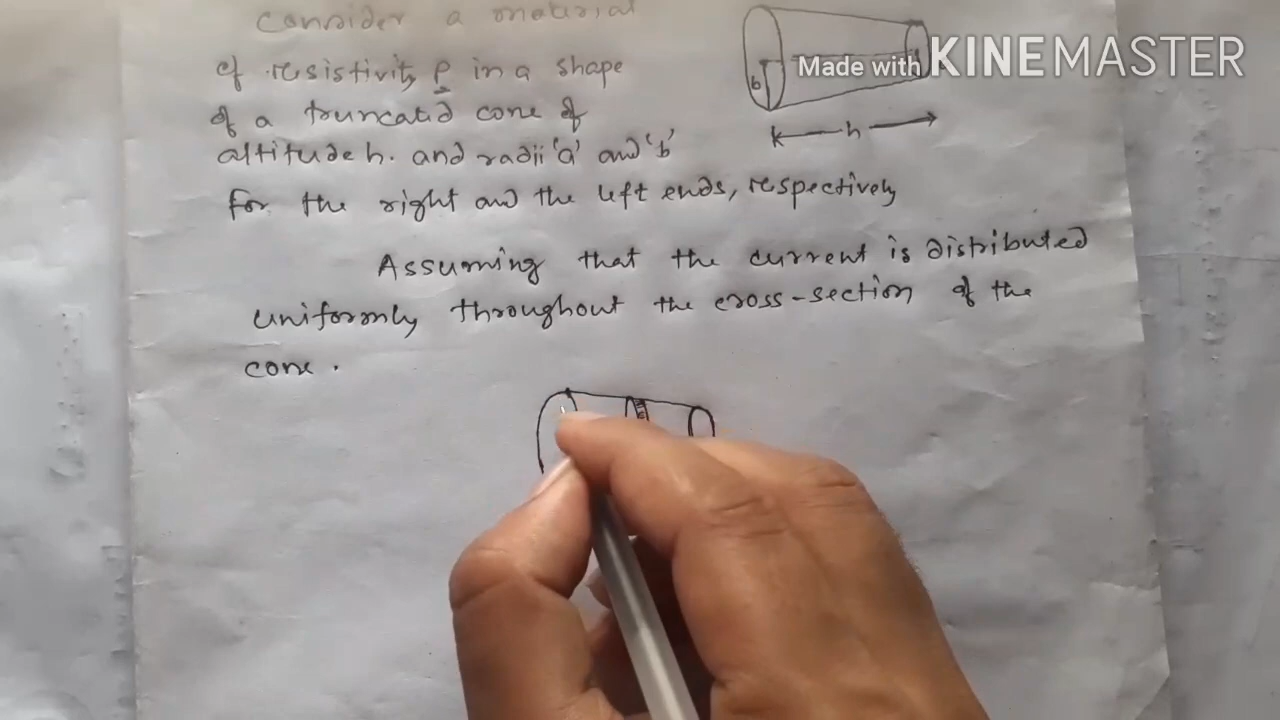 Consider a material
of resistivity ρ in a shape
of a truncated cone of
altitude h. and radii 'a' and 'b'
for the right and the left ends, respectively
Assuming that the current is distributed
uniformly throughout the cross-section of the
cone.
b
h
Made with KINEMASTER